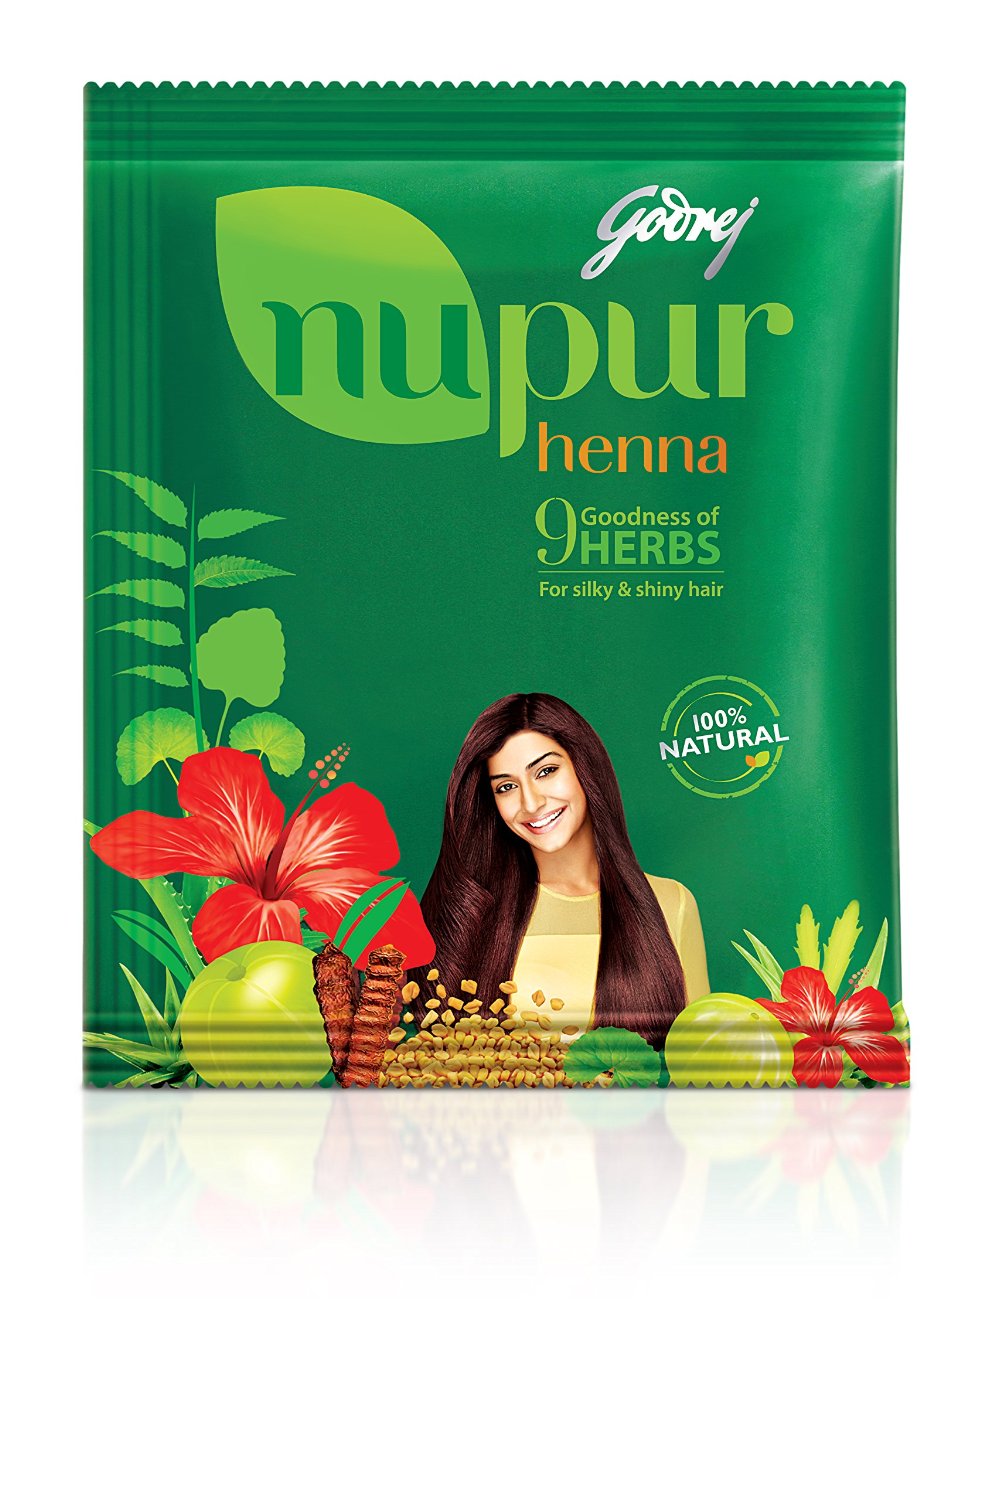 Godrej
nupur
henna
9 Goodness of
HERBS
For silky & shiny hair
100%
NATURAL